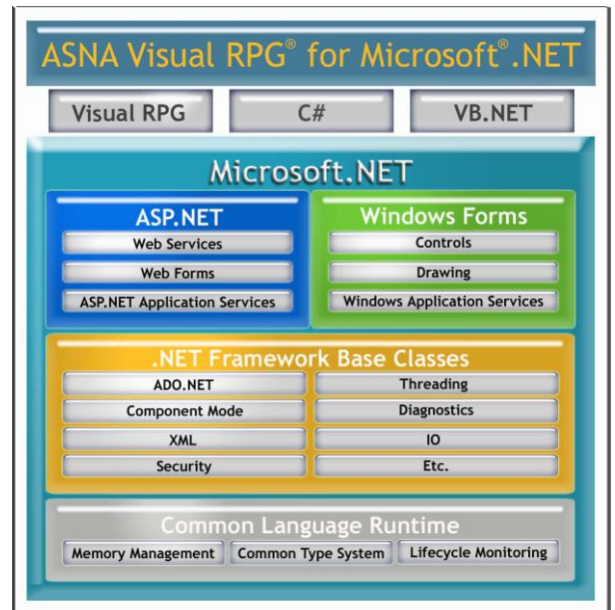 ASNA Visual RPG® for Microsoft®.NET
Visual RPG C# VB.NET
Microsoft.NET
ASP.NET
Web Services
Web Forms
ASP.NET Application Services
Windows Forms
Controls
Drawing
Windows Application Services
.NET Framework Base Classes
ADO.NET Threading
Component Mode Diagnostics
XML IO
Security Etc.
Common Language Runtime
Memory Management Common Type System Lifecycle Monitoring